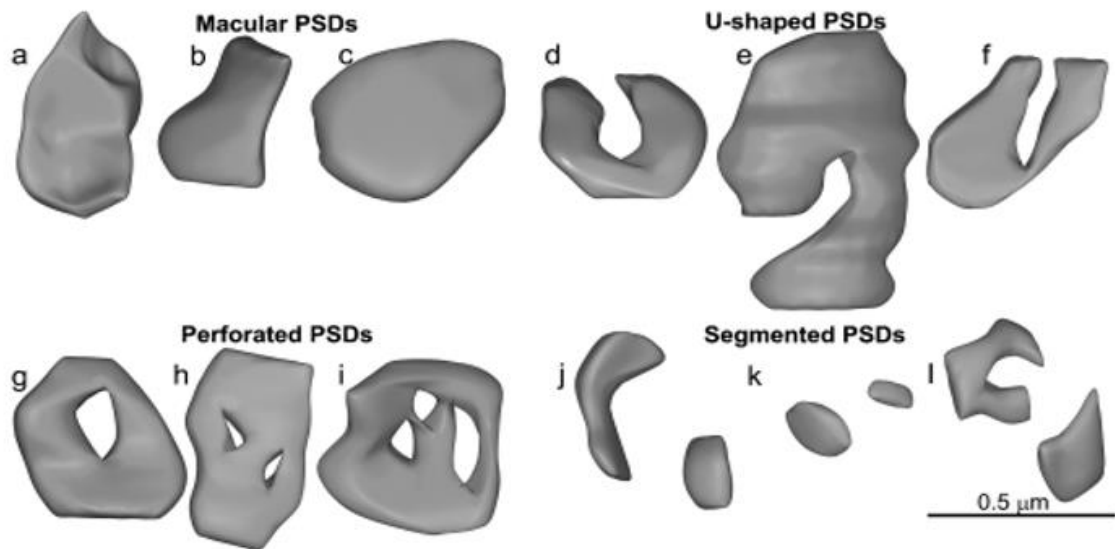 Macular PSDs
U-shaped PSDs
a
b
c
d
e
f
Perforated PSDs
Segmented PSDs
g
h
i
j
k
l
0.5 µm